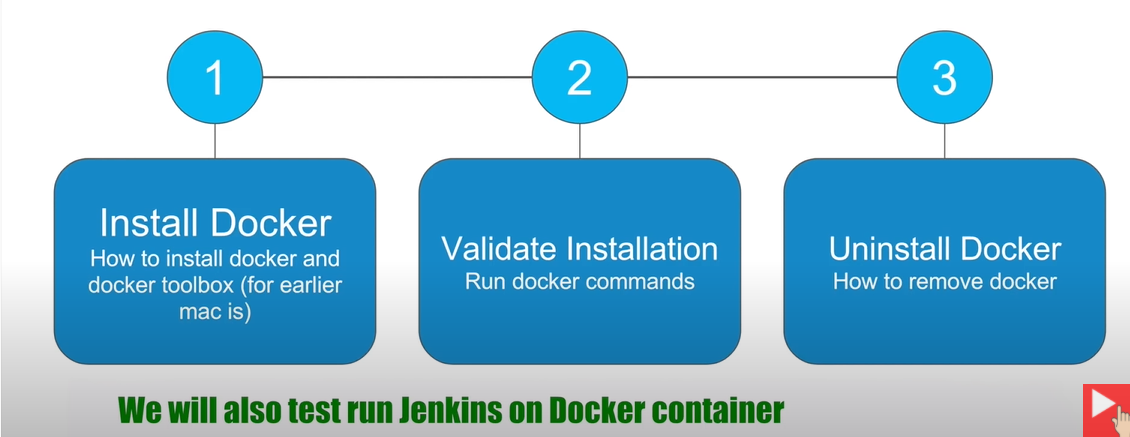 1
2
3
Install Docker
How to install docker and
docker toolbox (for earlier
mac is)
Validate Installation
Run docker commands
Uninstall Docker
How to remove docker
We will also test run Jenkins on Docker container